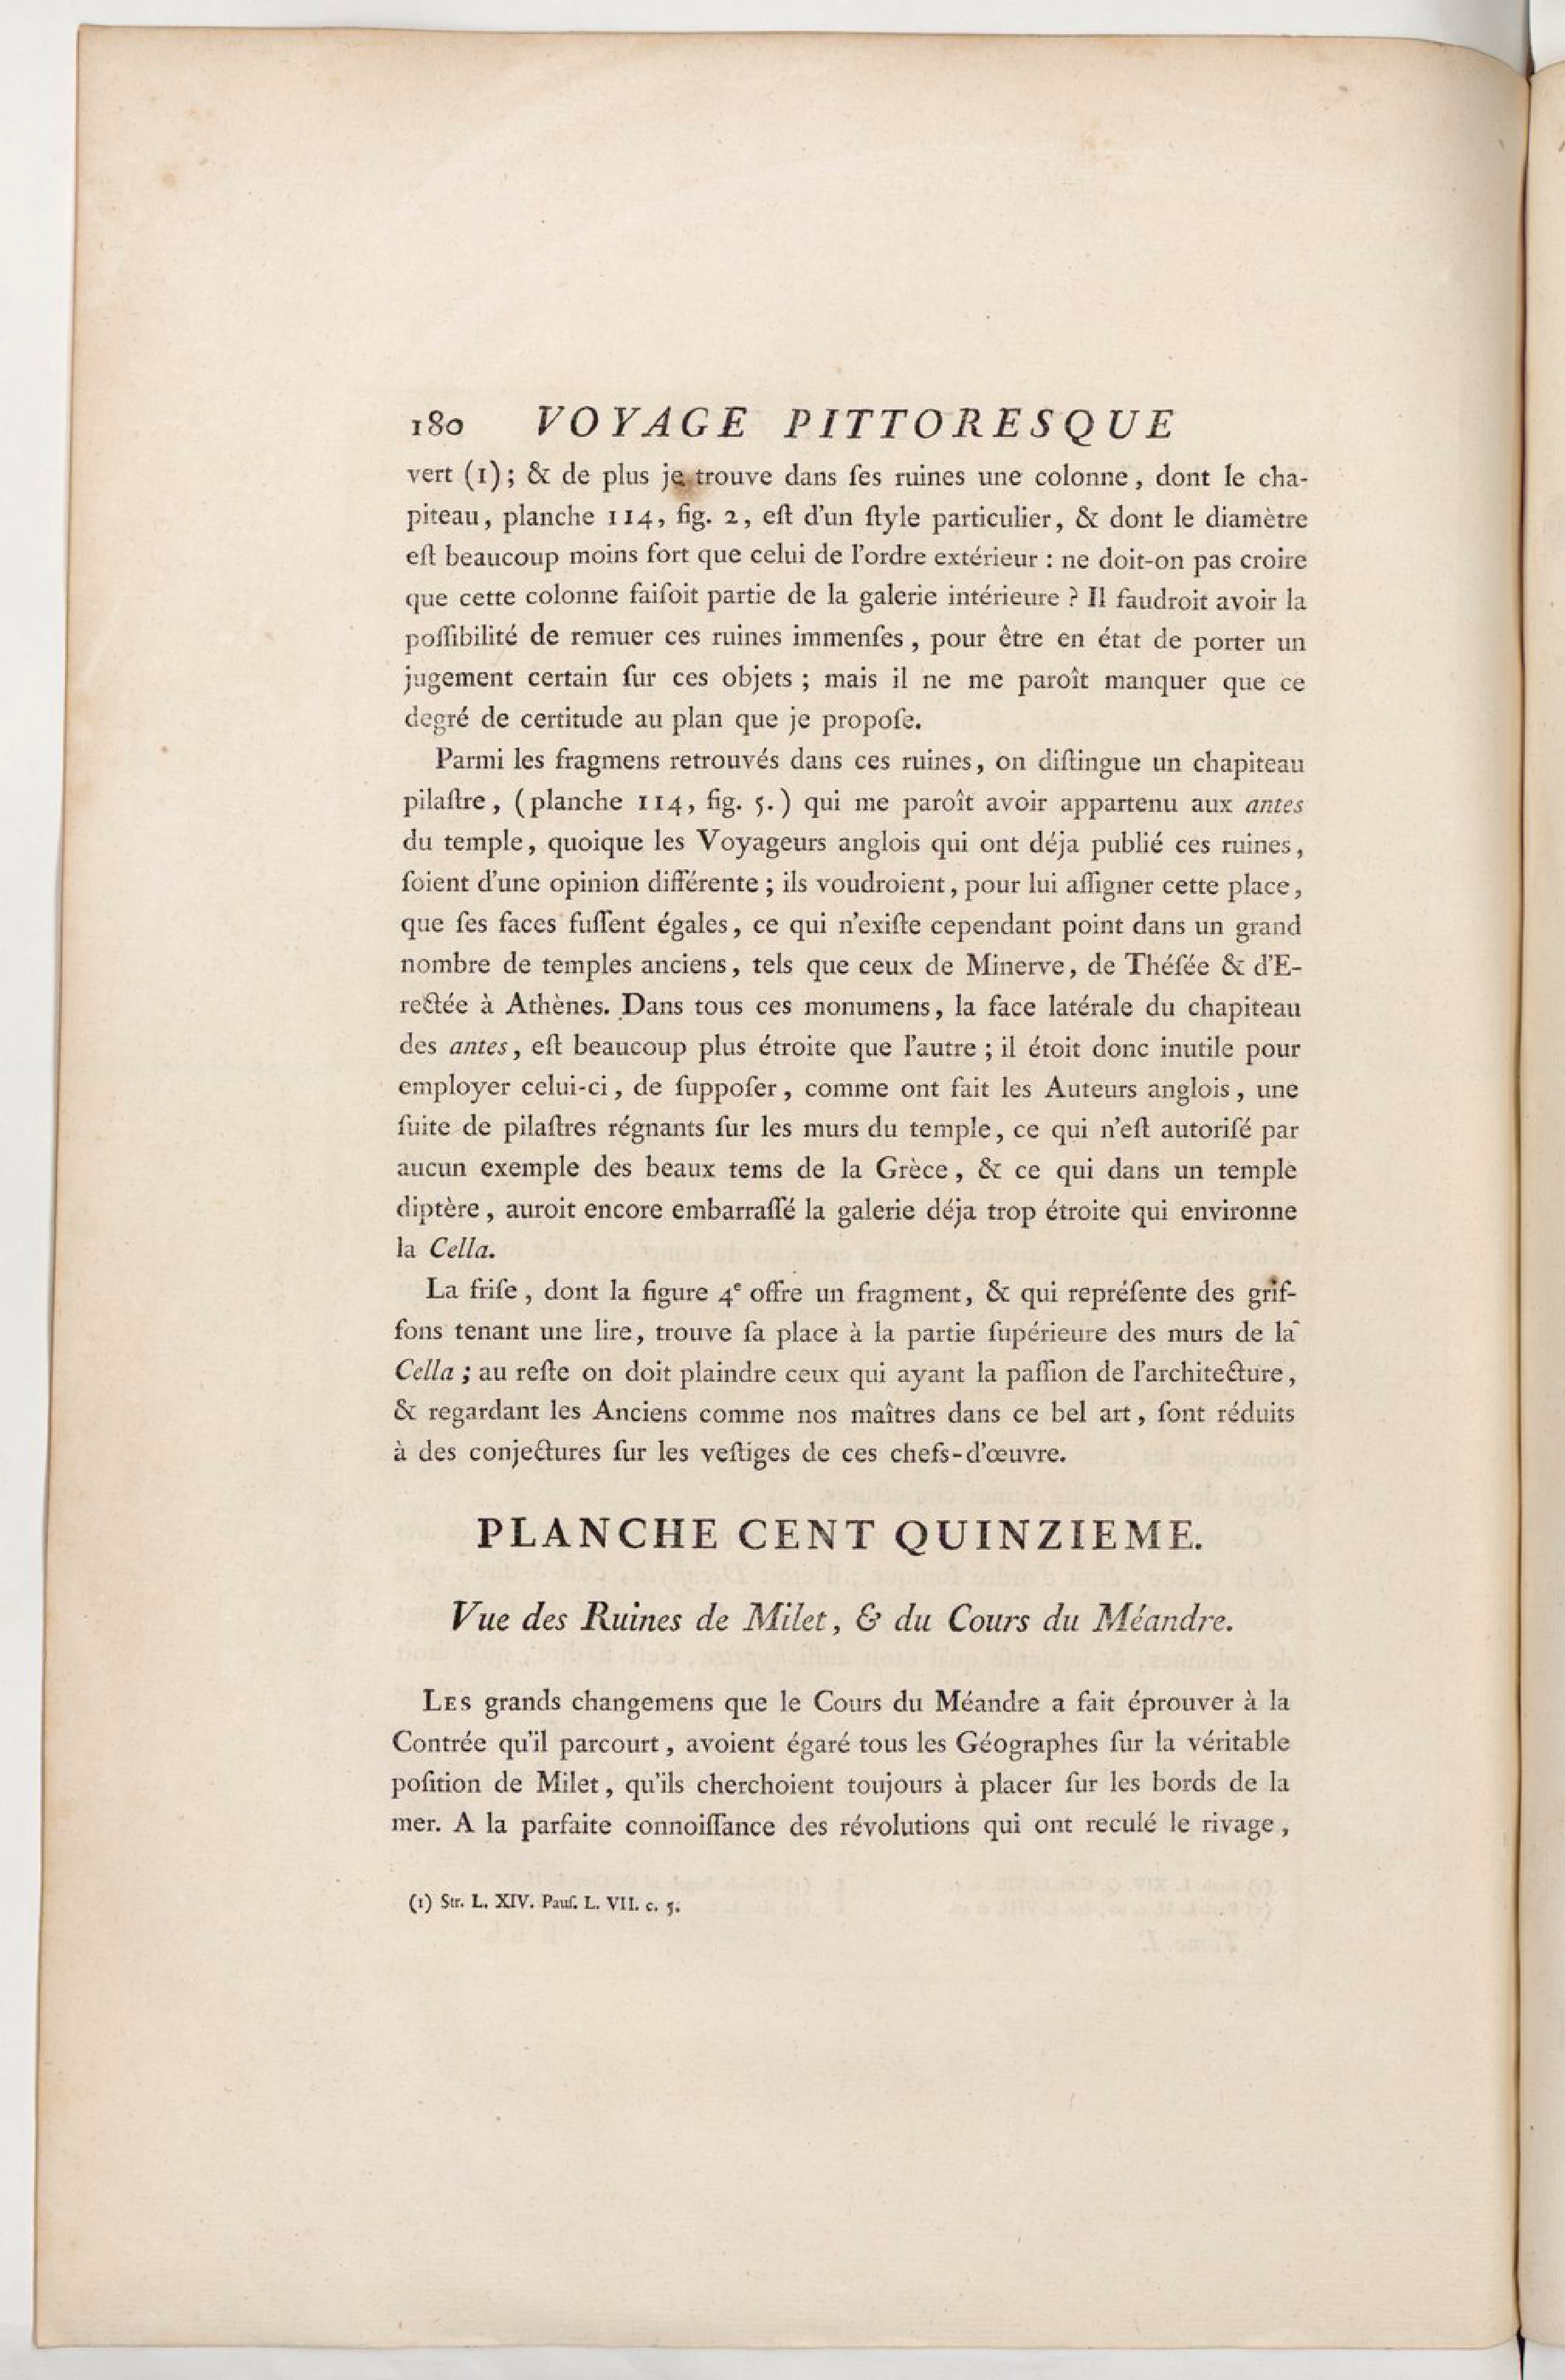 180 VOYAGE PITTORESQUE
vert (1); & de plus je trouve dans ſes ruines une colonne, dont le cha-
piteau, planche 114, fig. 2, eſt d'un ſtyle particulier, & dont le diamètre
eſt beaucoup moins fort que celui de l'ordre extérieur : ne doit-on pas croire
que cette colonne faiſoit partie de la galerie intérieure ? Il faudroit avoir la
poſſibilité de remuer ces ruines immenſes, pour être en état de porter un
jugement certain ſur ces objets ; mais il ne me paroît manquer que ce
degré de certitude au plan que je propoſe.
Parmi les fragmens retrouvés dans ces ruines, on diſtingue un chapiteau
pilaſtre, (planche 114, fig. 5.) qui me paroît avoir appartenu aux antes
du temple, quoique les Voyageurs anglois qui ont déja publié ces ruines,
ſoient d'une opinion différente ; ils voudroient, pour lui aſſigner cette place,
que ſes faces fuſſent égales, ce qui n'exiſte cependant point dans un grand
nombre de temples anciens, tels que ceux de Minerve, de Théſée & d'E-
rectée à Athènes. Dans tous ces monumens, la face latérale du chapiteau
des antes, eſt beaucoup plus étroite que l'autre ; il étoit donc inutile pour
employer celui-ci, de ſuppoſer, comme ont fait les Auteurs anglois, une
ſuite de pilaſtres régnants ſur les murs du temple, ce qui n'eſt autoriſé par
aucun exemple des beaux tems de la Grèce, & ce qui dans un temple
diptère, auroit encore embarraſſé la galerie déja trop étroite qui environne
la Cella.
La friſe, dont la figure 4e offre un fragment, & qui repréſente des grif-
fons tenant une lire, trouve ſa place à la partie ſupérieure des murs de la
Cella ; au reſte on doit plaindre ceux qui ayant la paſſion de l'architecture,
& regardant les Anciens comme nos maîtres dans ce bel art, ſont réduits
à des conjectures ſur les veſtiges de ces chefs-d'œuvre.
PLANCHE CENT QUINZIEME.
Vue des Ruines de Milet, & du Cours du Méandre.
LES grands changemens que le Cours du Méandre a fait éprouver à la
Contrée qu'il parcourt, avoient égaré tous les Géographes ſur la véritable
poſition de Milet, qu'ils cherchoient toujours à placer ſur les bords de la
mer. A la parfaite connoiſſance des révolutions qui ont reculé le rivage,
(1) Str. L. XIV. Pauſ. L. VII. c. 5.